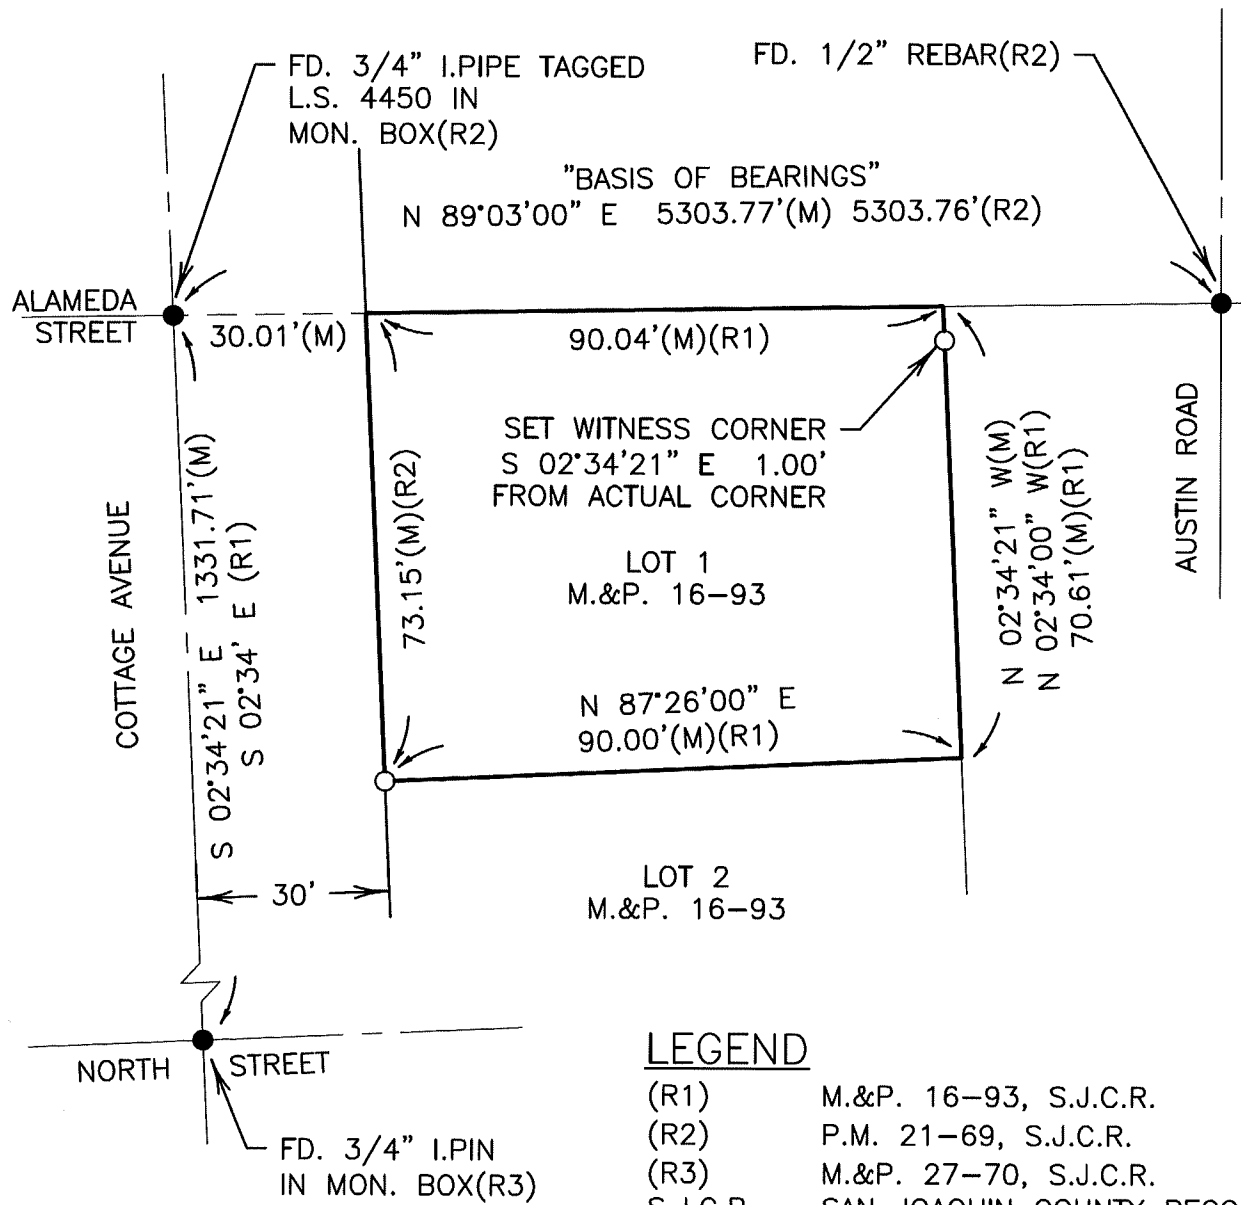 FD. 3/4" I.PIPE TAGGED
L.S. 4450 IN
MON. BOX(R2)
FD. 1/2" REBAR(R2)
"BASIS OF BEARINGS"
N 89°03'00" E 5303.77'(M) 5303.76'(R2)
ALAMEDA
STREET
30.01'(M)
90.04'(M)(R1)
SET WITNESS CORNER
S 02°34'21" E 1.00'
FROM ACTUAL CORNER
COTTAGE AVENUE
S 02°34'21" E 1331.71'(M)
S 02°34' E (R1)
73.15'(M)(R2)
LOT 1
M.&P. 16-93
N 02°34'21" W(M)
N 02°34'00" W(R1)
70.61'(M)(R1)
AUSTIN ROAD
N 87°26'00" E
90.00'(M)(R1)
30'
LOT 2
M.&P. 16-93
NORTH STREET
FD. 3/4" I.PIN
IN MON. BOX(R3)
LEGEND
(R1) M.&P. 16-93, S.J.C.R.
(R2) P.M. 21-69, S.J.C.R.
(R3) M.&P. 27-70, S.J.C.R.
S.J.C.R. SAN JOAQUIN COUNTY